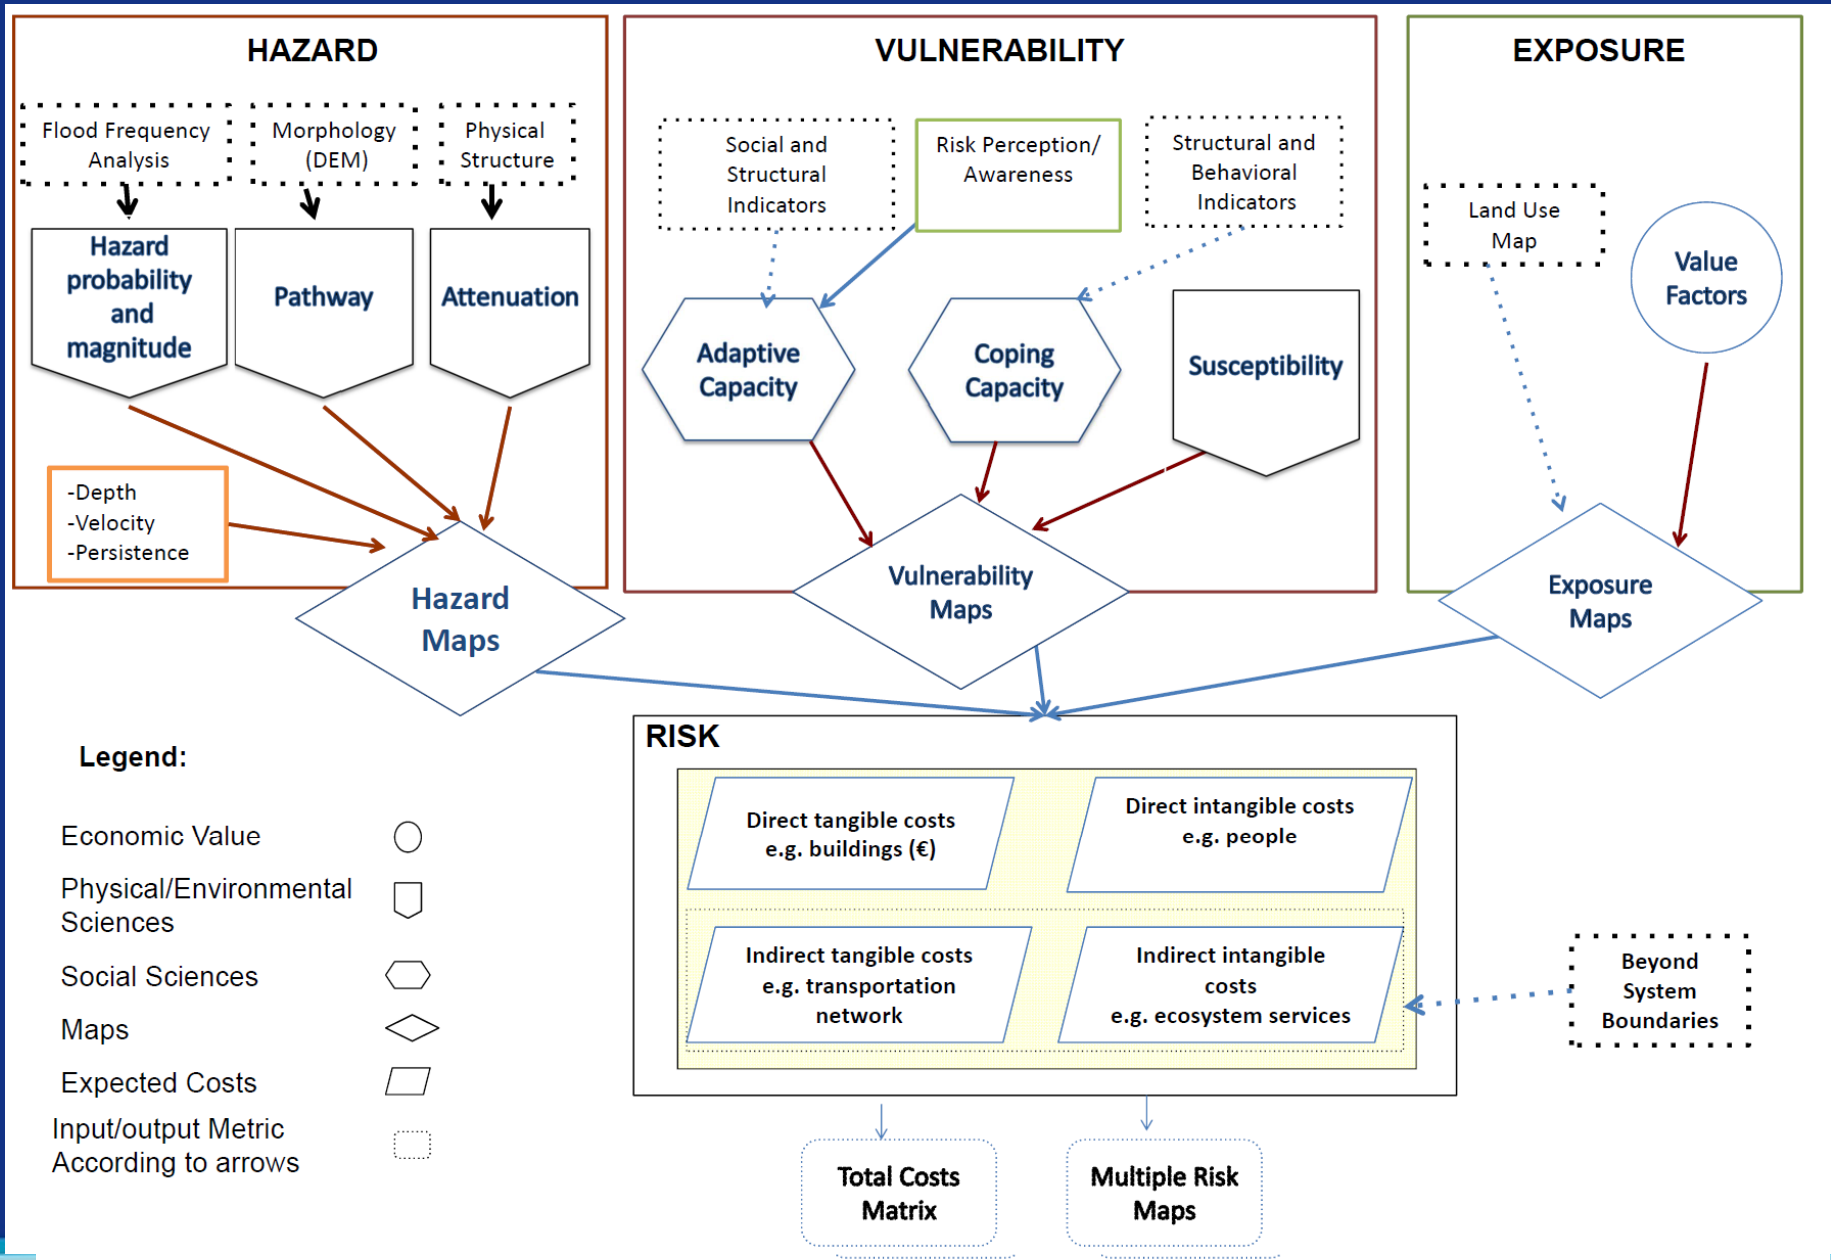 HAZARD
Flood Frequency
Analysis
Morphology
(DEM)
Physical
Structure
Hazard
probability
and
magnitude
Pathway
Attenuation
-Depth
-Velocity
-Persistence
Hazard
Maps
VULNERABILITY
Social and
Structural
Indicators
Risk Perception/
Awareness
Structural and
Behavioral
Indicators
Adaptive
Capacity
Coping
Capacity
Susceptibility
Vulnerability
Maps
EXPOSURE
Land Use
Map
Value
Factors
Exposure
Maps
RISK
Direct tangible costs
e.g. buildings (€)
Direct intangible costs
e.g. people
Indirect tangible costs
e.g. transportation
network
Indirect intangible
costs
e.g. ecosystem services
Beyond
System
Boundaries
Total Costs
Matrix
Multiple Risk
Maps
Legend:
Economic Value
Physical/Environmental
Sciences
Social Sciences
Maps
Expected Costs
Input/output Metric
According to arrows